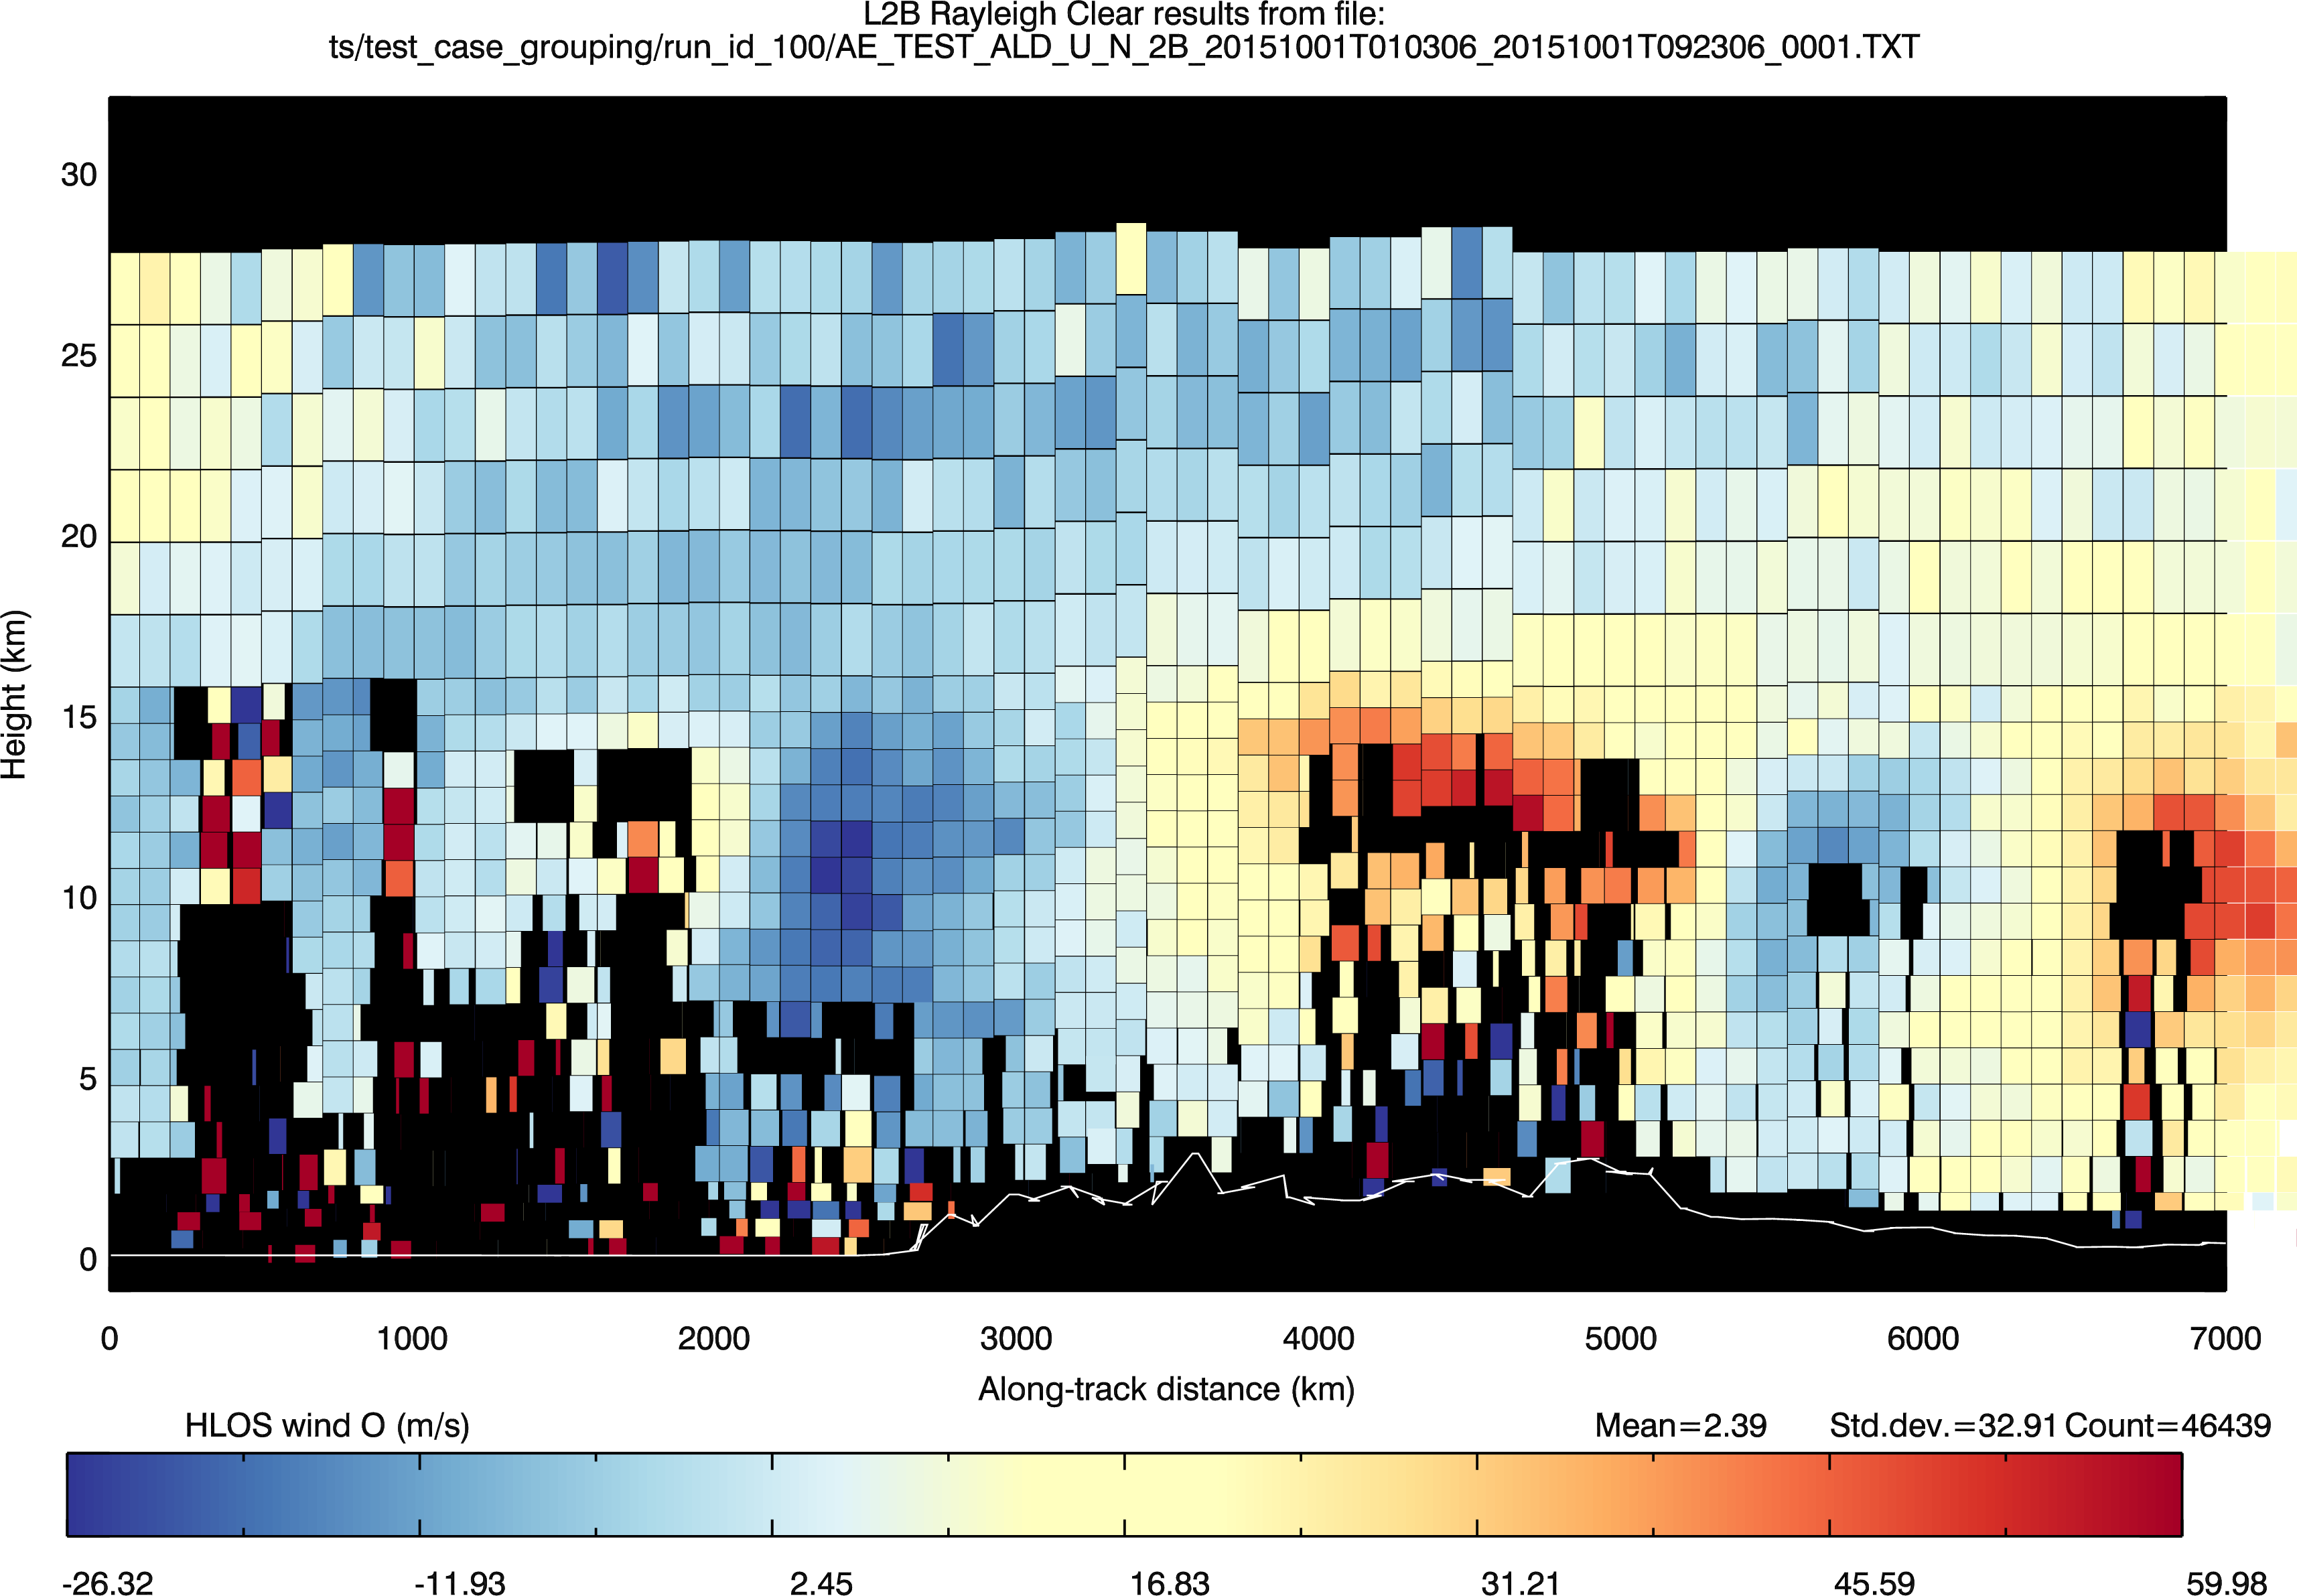 L2B Rayleigh Clear results from file:
ts/test_case_grouping/run_id_100/AE_TEST_ALD_U_N_2B_20151001T010306_20151001T092306_0001.TXT
30
25
20
15
10
5
0
Height (km)
0 1000 2000 3000 4000 5000 6000 7000
Along-track distance (km)
HLOS wind O (m/s) Mean=2.39 Std.dev.=32.91 Count=46439
-26.32 -11.93 2.45 16.83 31.21 45.59 59.98